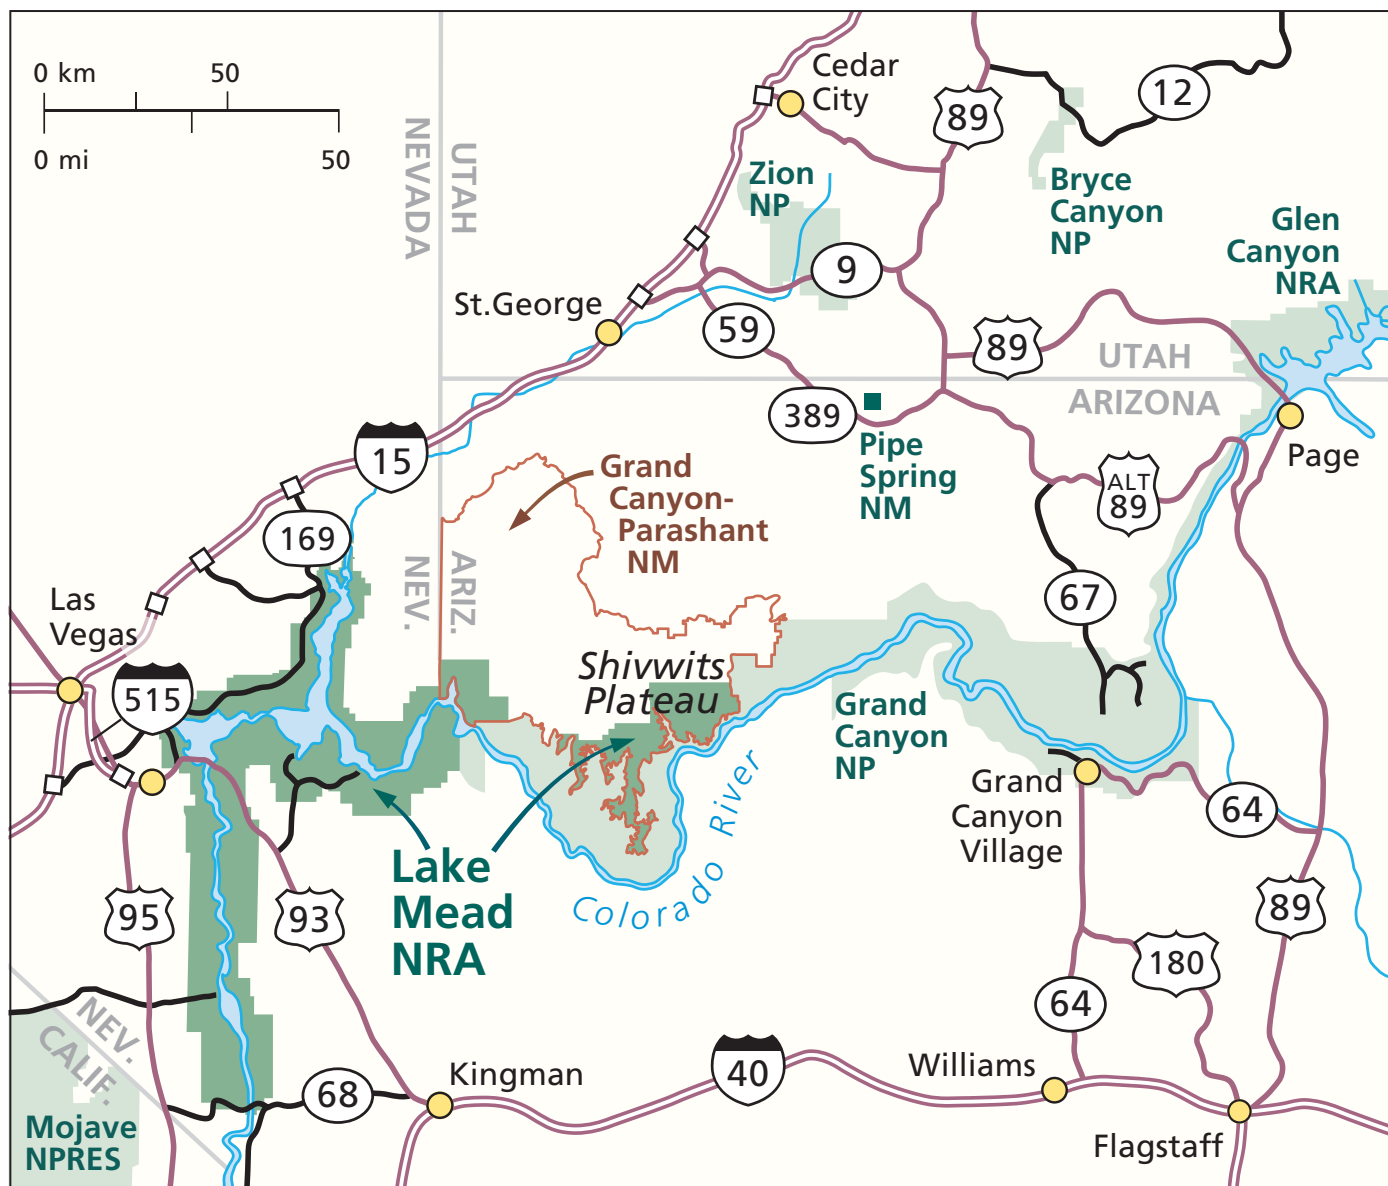 0 km 50
0 mi 50
NEVADA
UTAH
Cedar
City
89
12
Zion
NP
Bryce
Canyon
NP
Glen
Canyon
NRA
9
St.George
59
89
UTAH
ARIZONA
389
Pipe
Spring
NM
Page
15
ALT
89
Grand
Canyon-
Parashant
NM
169
NEV.
ARIZ.
67
Las
Vegas
515
Shivwits
Plateau
Grand
Canyon
NP
Colorado River
Grand
Canyon
Village
64
Lake
Mead
NRA
95
93
89
180
64
NEV.
CALIF.
Mojave
NPRES
68
Kingman
40
Williams
Flagstaff